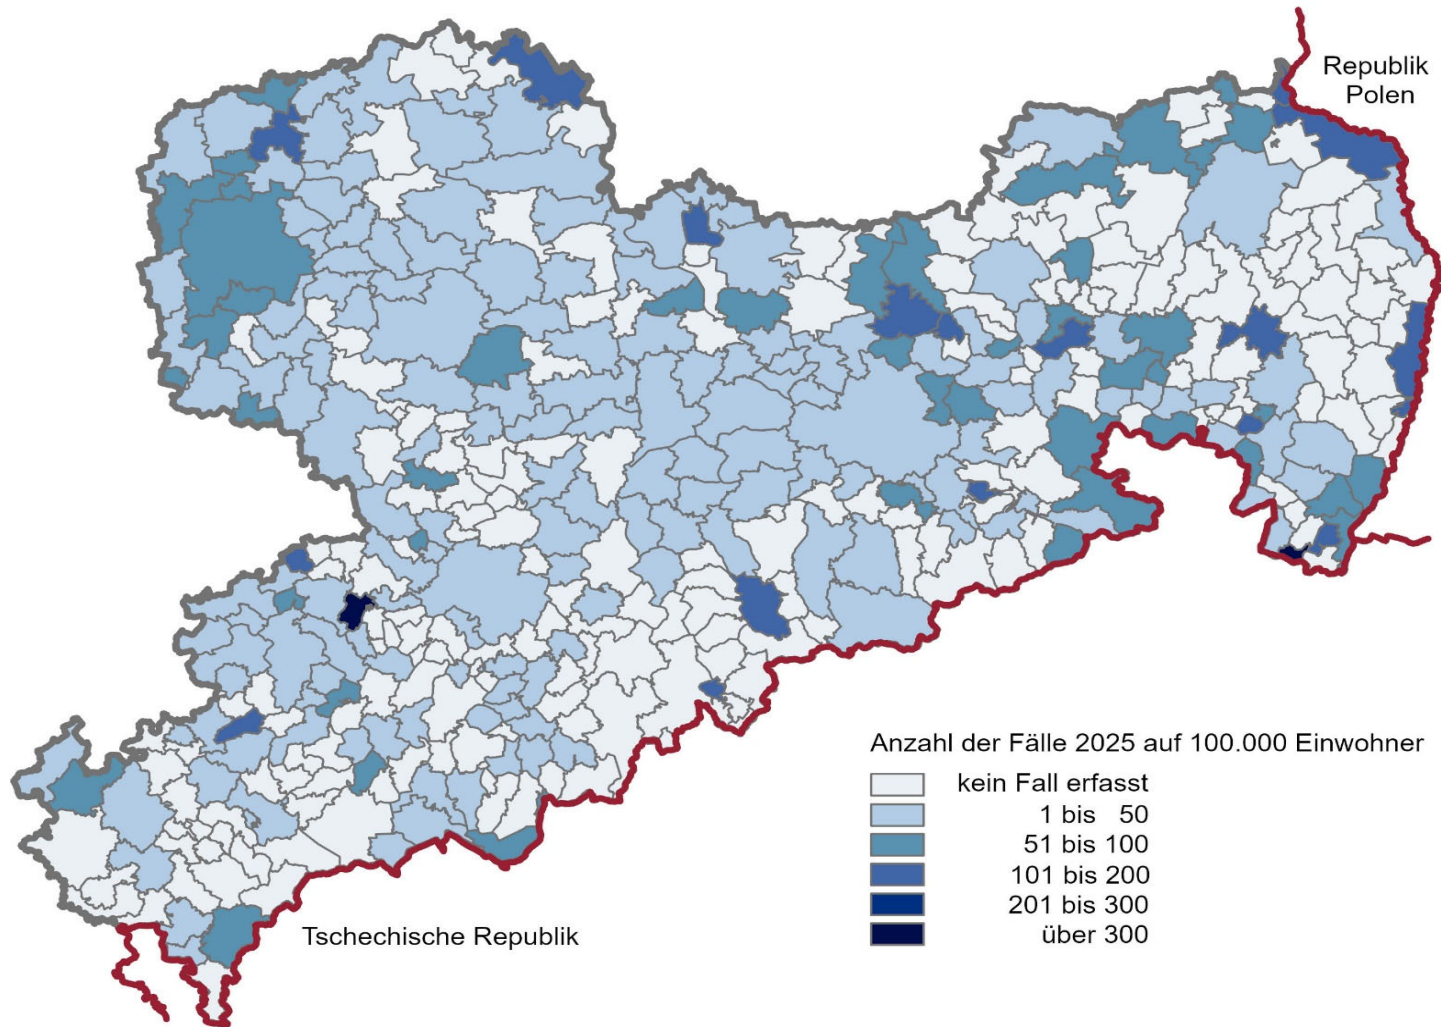 Republik
Polen
Anzahl der Fälle 2025 auf 100.000 Einwohner
kein Fall erfasst
1 bis 50
51 bis 100
101 bis 200
201 bis 300
über 300
Tschechische Republik